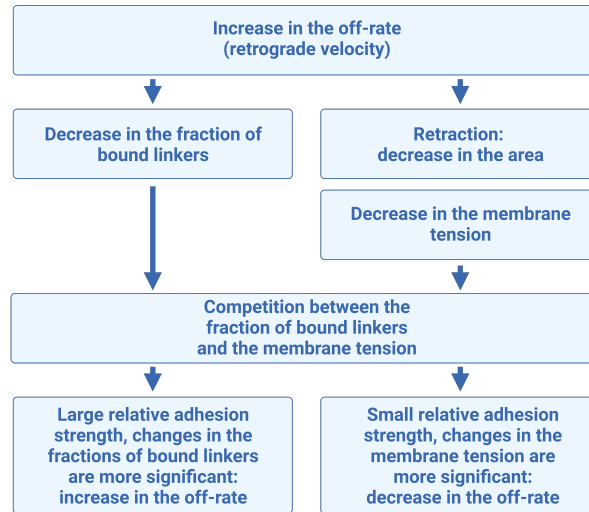 Increase in the off-rate
(retrograde velocity)
Decrease in the fraction of
bound linkers
Retraction:
decrease in the area
Decrease in the membrane
tension
Competition between the
fraction of bound linkers
and the membrane tension
Large relative adhesion
strength, changes in the
fractions of bound linkers
are more significant:
increase in the off-rate
Small relative adhesion
strength, changes in the
membrane tension are
more significant:
decrease in the off-rate